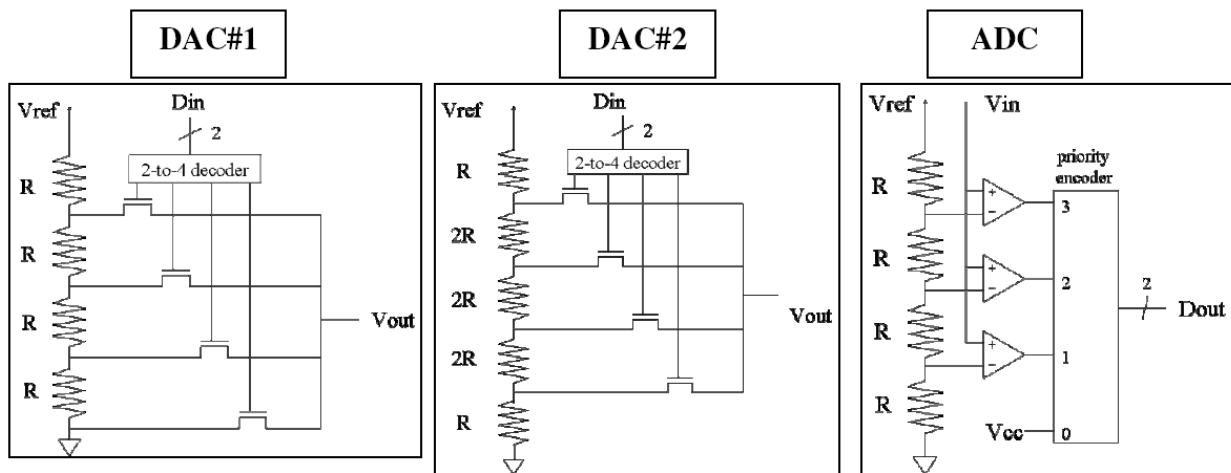 DAC#1
Vref
Din
2
2-to-4 decoder
R
R
R
R
Vout
DAC#2
Vref
Din
2
2-to-4 decoder
R
2R
2R
2R
R
Vout
ADC
Vref
Vin
priority
encoder
R
R
R
R
+
−
+
−
+
−
3
2
1
0
Vcc
2
Dout